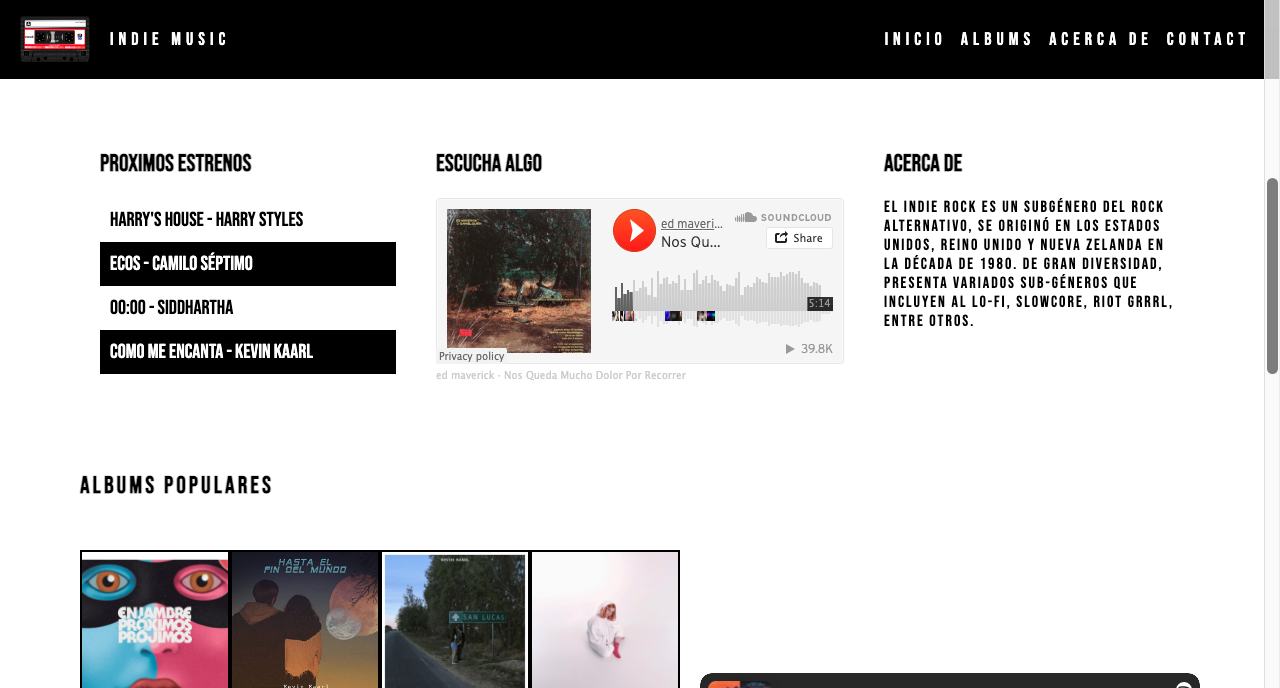 INDIE MUSIC
INICIO ALBUMS ACERCA DE CONTACT
PROXIMOS ESTRENOS
HARRY'S HOUSE - HARRY STYLES
ECOS - CAMILO SÉPTIMO
00:00 - SIDDHARTHA
COMO ME ENCANTA - KEVIN KAARL
ESCUCHA ALGO
ed maveri...
Nos Qu...
SOUNDCLOUD
Share
5:14
39.8K
Privacy policy
ed maverick - Nos Queda Mucho Dolor Por Recorrer
ACERCA DE
EL INDIE ROCK ES UN SUBGÉNERO DEL ROCK
ALTERNATIVO, SE ORIGINÓ EN LOS ESTADOS
UNIDOS, REINO UNIDO Y NUEVA ZELANDA EN
LA DÉCADA DE 1980. DE GRAN DIVERSIDAD,
PRESENTA VARIADOS SUB-GÉNEROS QUE
INCLUYEN AL LO-FI, SLOWCORE, RIOT GRRRL,
ENTRE OTROS.
ALBUMS POPULARES
ENJAMBRE
PROXIMOS
PROJIMOS
HASTA EL
FIN DEL MUNDO
Kevin Kaarl
KEVIN KAARL
SAN LUCAS